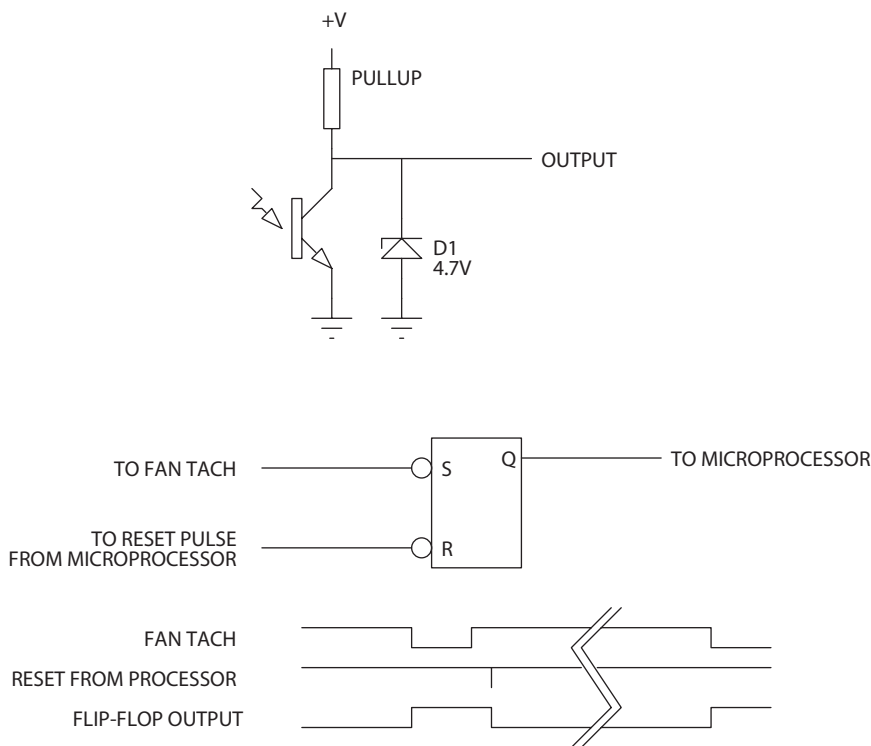 +V
PULLUP
OUTPUT
D1
4.7V
TO FAN TACH
S
Q
TO MICROPROCESSOR
TO RESET PULSE
FROM MICROPROCESSOR
R
FAN TACH
RESET FROM PROCESSOR
FLIP-FLOP OUTPUT